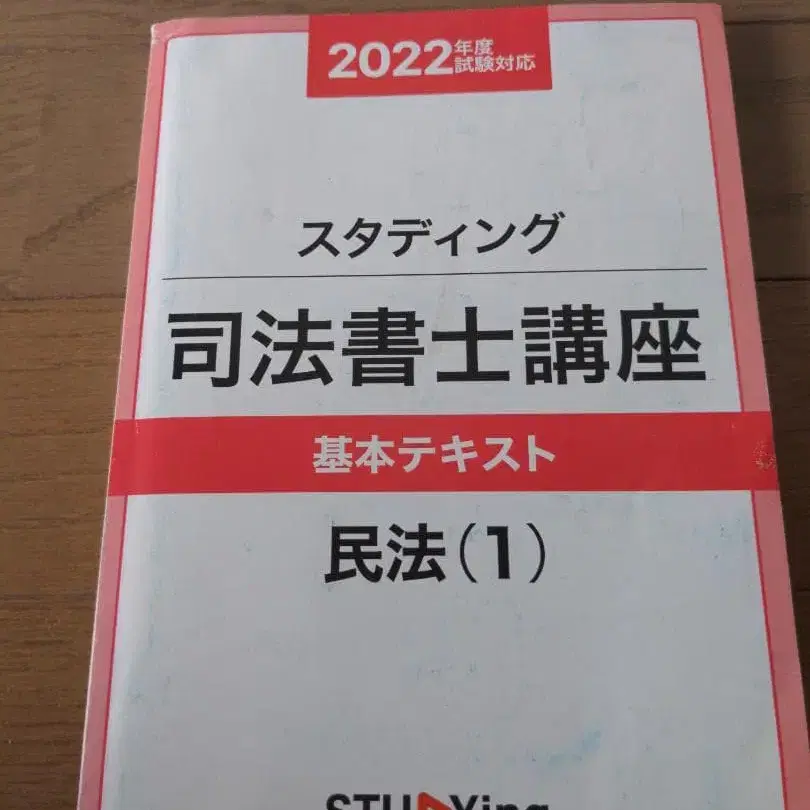 2022年度試験対応
スタディング
司法書士講座
基本テキスト
民法(1)
STUDYing